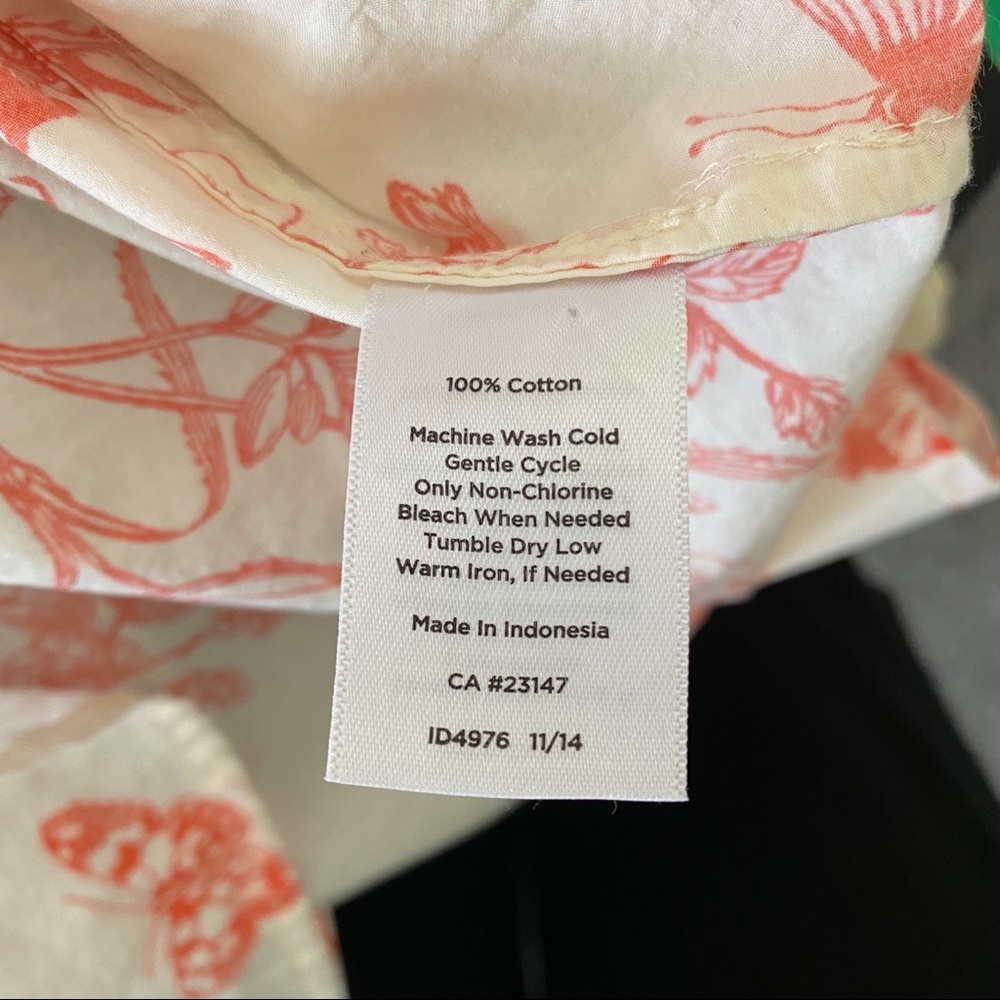 100% Cotton
Machine Wash Cold
Gentle Cycle
Only Non-Chlorine
Bleach When Needed
Tumble Dry Low
Warm Iron, If Needed
Made In Indonesia
CA #23147
ID4976 11/14